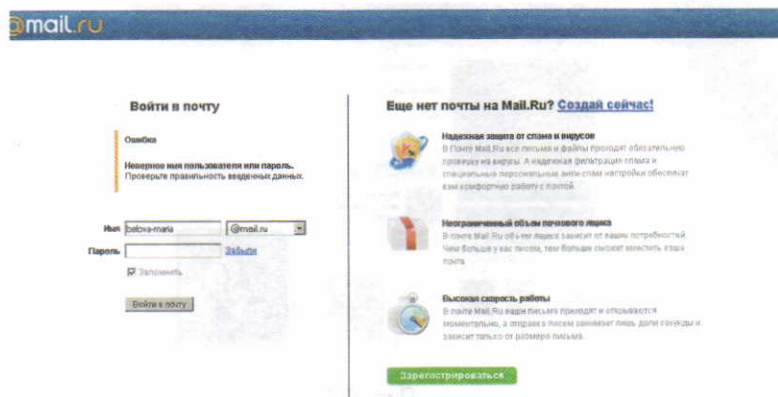 @mail.ru
Войти в почту
Ошибка
Неверное имя пользователя или пароль.
Проверьте правильность введенных данных.
Имя belova-maria @mail.ru
Пароль Забыли
Запомнить
Войти в почту
Еще нет почты на Mail.Ru? Создай сейчас!
Надежная защита от спама и вирусов
В Почте Mail.Ru все письма и файлы проходят обязательную
проверку на вирусы. А надежная фильтрация спама и
специальные персональные анти-спам настройки обеспечат
вам комфортную работу с почтой.
Неограниченный объем почтового ящика
В почте Mail.Ru объем ящика зависит от ваших потребностей
Чем больше у вас писем, тем больше сможет вместить ваша
почта.
Высокая скорость работы
В почте Mail.Ru ваши письма приходят и открываются
моментально, а отправка писем занимает лишь доли секунды и
зависит только от размера письма.
Зарегистрироваться